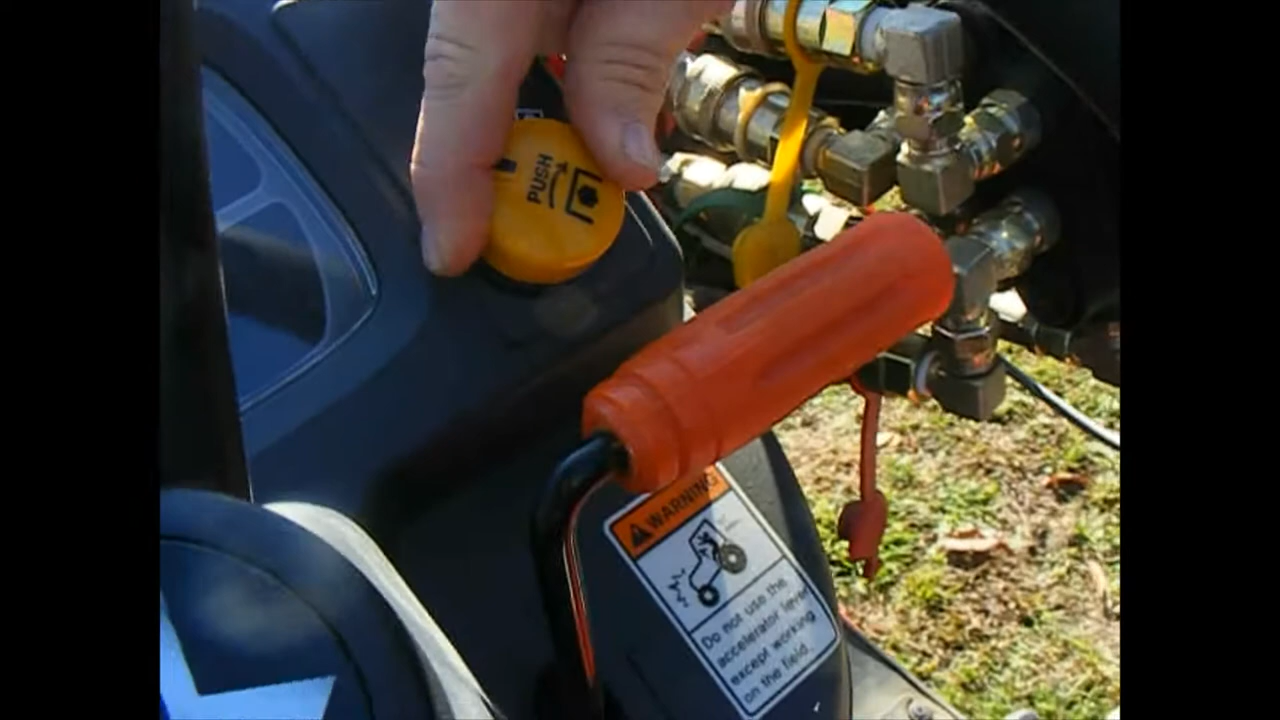 PUSH
WARNING
Do not use the
accelerator lever
except working
on the field.